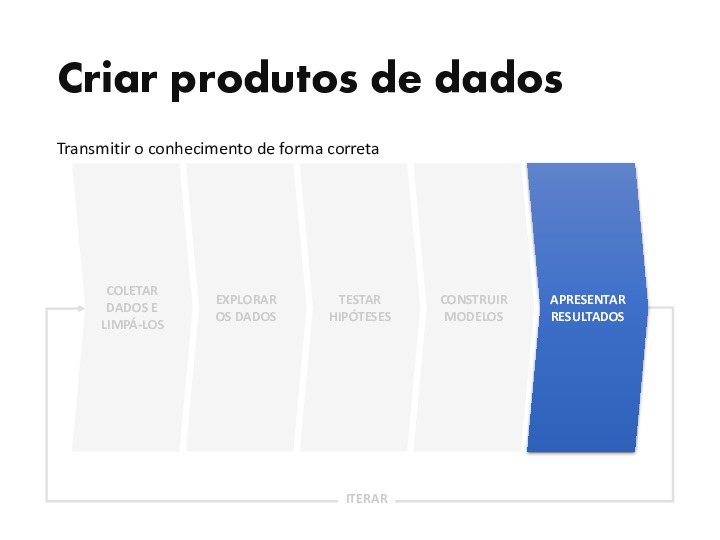 Criar produtos de dados
Transmitir o conhecimento de forma correta
COLETAR
DADOS E
LIMPÁ-LOS
EXPLORAR
OS DADOS
TESTAR
HIPÓTESES
CONSTRUIR
MODELOS
APRESENTAR
RESULTADOS
ITERAR